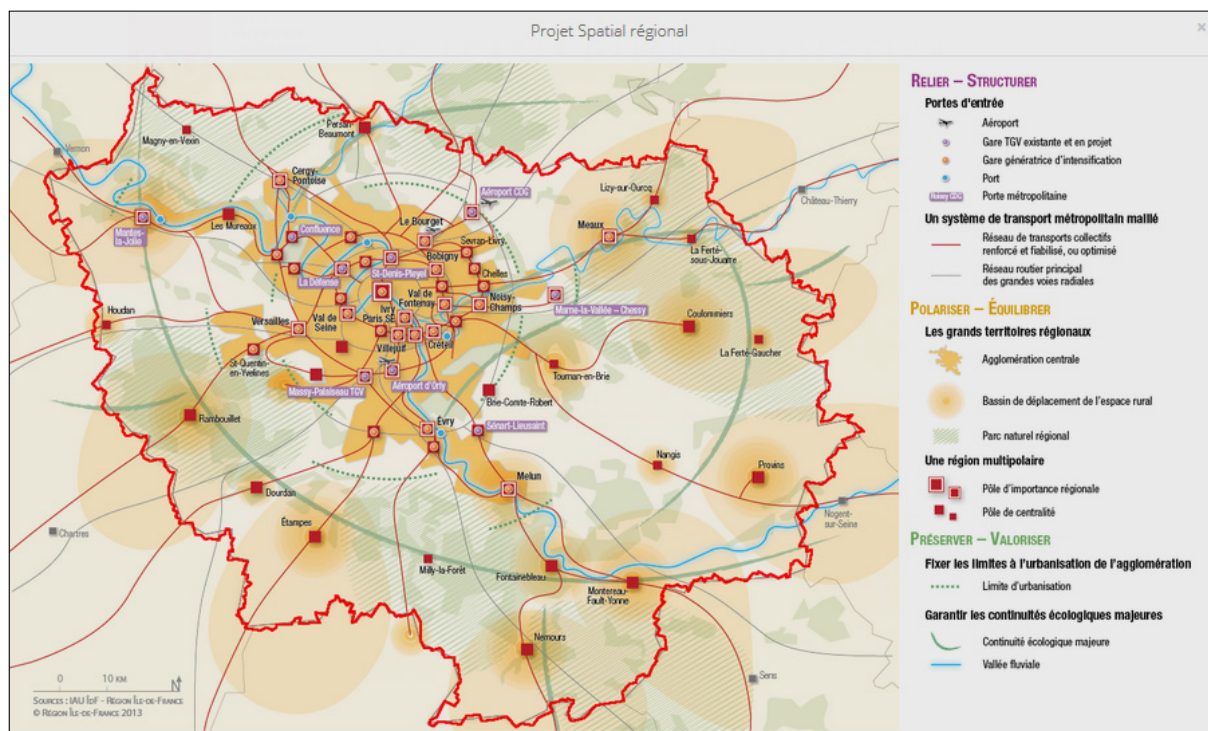 Projet Spatial régional
×
Vernon
Magny-en-Vexin
Persan-
Beaumont
Cergy-
Pontoise
Mantes-
la-Jolie
Les Mureaux
Confluence
Le Bourget
Aéroport CDG
Lizy-sur-Ourcq
Château-Thierry
Meaux
La Ferté-
sous-Jouarre
Sevran-Livry
Bobigny
St-Denis-Pleyel
La Défense
Chelles
Val de
Fontenay
Noisy-
Champs
Marne-la-Vallée – Chessy
Houdan
Versailles
Val de
Seine
Ivry
Paris SE
Villejuif
Créteil
Coulommiers
La Ferté-Gaucher
St-Quentin
en-Yvelines
Massy-Palaiseau TGV
Aéroport d'Orly
Tournan-en-Brie
Brie-Comte-Robert
Rambouillet
Évry
Sénart-Lieusaint
Nangis
Provins
Melun
Dourdan
Nogent-
sur-Seine
Chartres
Étampes
Milly-la-Forêt
Fontainebleau
Montereau-
Fault-Yonne
Nemours
Sens
0 10 KM
N
SOURCES : IAU ÎDF - RÉGION ÎLE-DE-FRANCE
© RÉGION ÎLE-DE-FRANCE 2013
RELIER – STRUCTURER
Portes d'entrée
Aéroport
Gare TGV existante et en projet
Gare génératrice d'intensification
Port
Roissy CDG
Porte métropolitaine
Un système de transport métropolitain maillé
Réseau de transports collectifs
renforcé et fiabilisé, ou optimisé
Réseau routier principal
des grandes voies radiales
POLARISER – ÉQUILIBRER
Les grands territoires régionaux
Agglomération centrale
Bassin de déplacement de l'espace rural
Parc naturel régional
Une région multipolaire
Pôle d'importance régionale
Pôle de centralité
PRÉSERVER – VALORISER
Fixer les limites à l'urbanisation de l'agglomération
Limite d'urbanisation
Garantir les continuités écologiques majeures
Continuité écologique majeure
Vallée fluviale